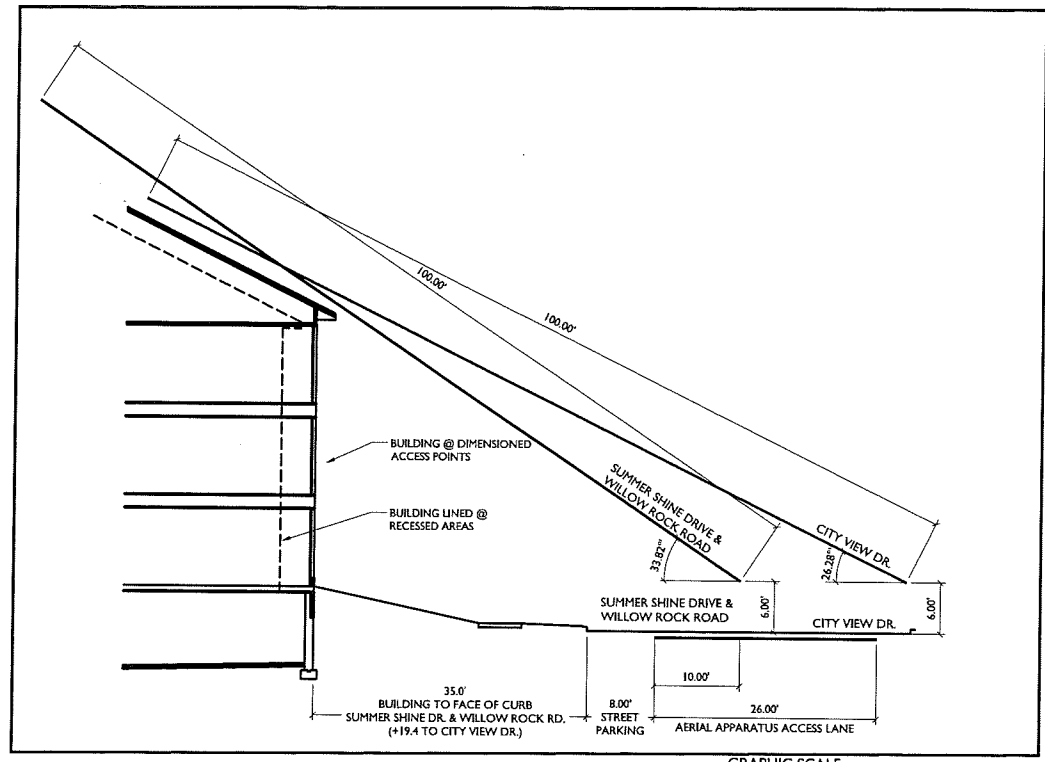 100.00'
100.00'
BUILDING @ DIMENSIONED
ACCESS POINTS
BUILDING LINED @
RECESSED AREAS
SUMMER SHINE DRIVE &
WILLOW ROCK ROAD
33.82°'
CITY VIEW DR.
26.28°'
SUMMER SHINE DRIVE &
WILLOW ROCK ROAD
6.00'
CITY VIEW DR.
6.00'
10.00'
35.0'
BUILDING TO FACE OF CURB
SUMMER SHINE DR. & WILLOW ROCK RD.
(+19.4 TO CITY VIEW DR.)
8.00'
STREET
PARKING
26.00'
AERIAL APPARATUS ACCESS LANE
GRAPHIC SCALE